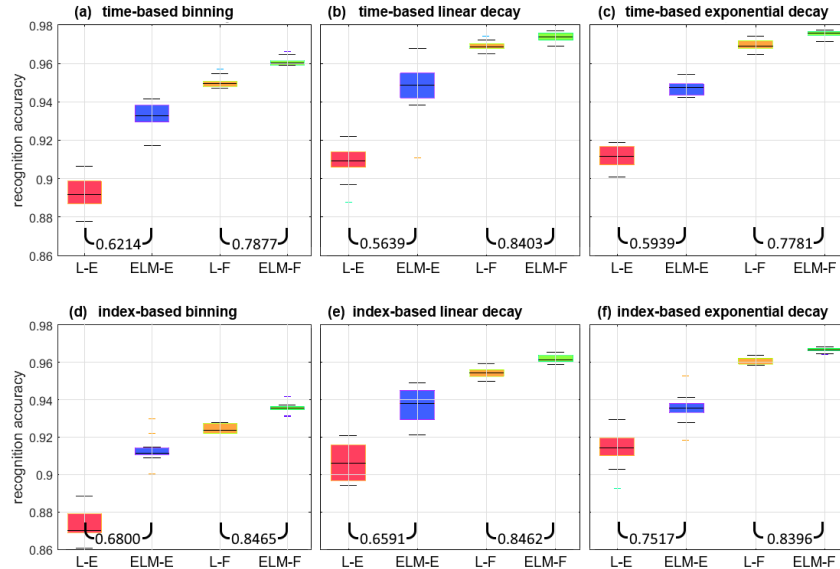 (a) time-based binning
(b) time-based linear decay
(c) time-based exponential decay
recognition accuracy
0.98
0.96
0.94
0.92
0.9
0.88
0.86
0.6214
0.7877
0.5639
0.8403
0.5939
0.7781
L-E ELM-E L-F ELM-F
L-E ELM-E L-F ELM-F
L-E ELM-E L-F ELM-F
(d) index-based binning
(e) index-based linear decay
(f) index-based exponential decay
recognition accuracy
0.98
0.96
0.94
0.92
0.9
0.88
0.86
0.6800
0.8465
0.6591
0.8462
0.7517
0.8396
L-E ELM-E L-F ELM-F
L-E ELM-E L-F ELM-F
L-E ELM-E L-F ELM-F